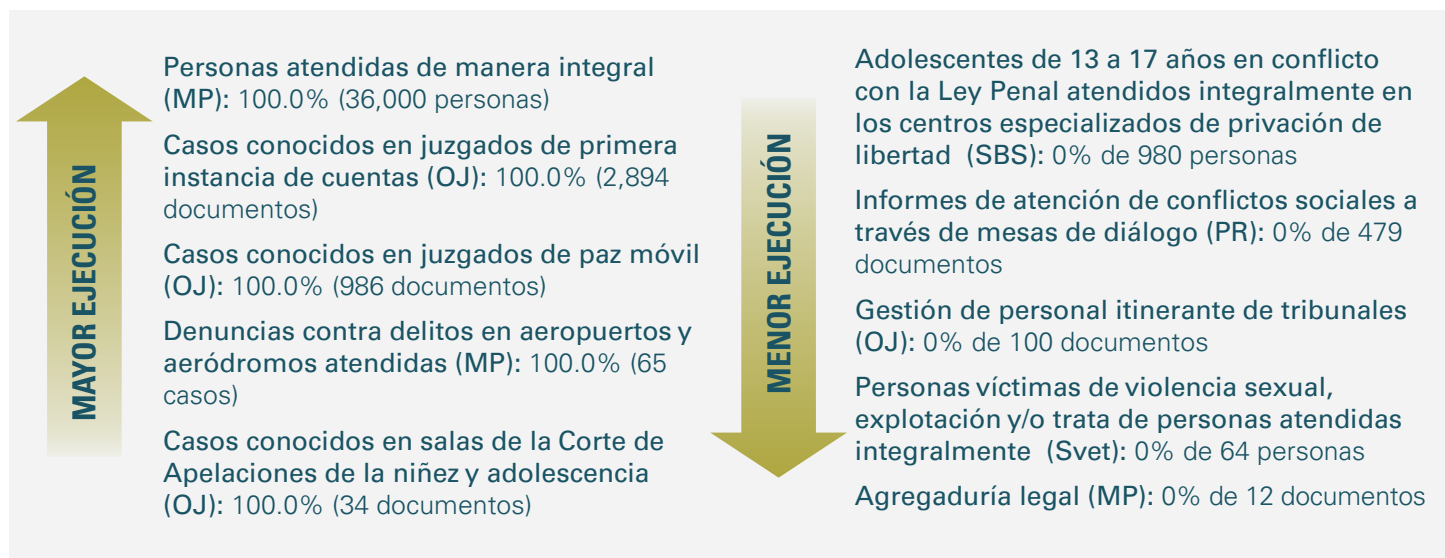 MAYOR EJECUCIÓN
Personas atendidas de manera integral
(MP): 100.0% (36,000 personas)
Casos conocidos en juzgados de primera
instancia de cuentas (OJ): 100.0% (2,894
documentos)
Casos conocidos en juzgados de paz móvil
(OJ): 100.0% (986 documentos)
Denuncias contra delitos en aeropuertos y
aeródromos atendidas (MP): 100.0% (65
casos)
Casos conocidos en salas de la Corte de
Apelaciones de la niñez y adolescencia
(OJ): 100.0% (34 documentos)
MENOR EJECUCIÓN
Adolescentes de 13 a 17 años en conflicto
con la Ley Penal atendidos integralmente en
los centros especializados de privación de
libertad (SBS): 0% de 980 personas
Informes de atención de conflictos sociales a
través de mesas de diálogo (PR): 0% de 479
documentos
Gestión de personal itinerante de tribunales
(OJ): 0% de 100 documentos
Personas víctimas de violencia sexual,
explotación y/o trata de personas atendidas
integralmente (Svet): 0% de 64 personas
Agregaduría legal (MP): 0% de 12 documentos